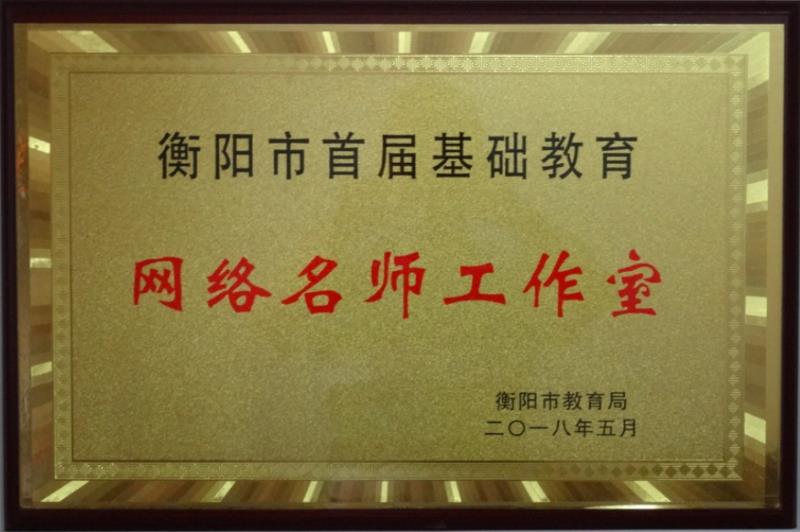 衡阳市首届基础教育
网络名师工作室
衡阳市教育局
二〇一八年五月